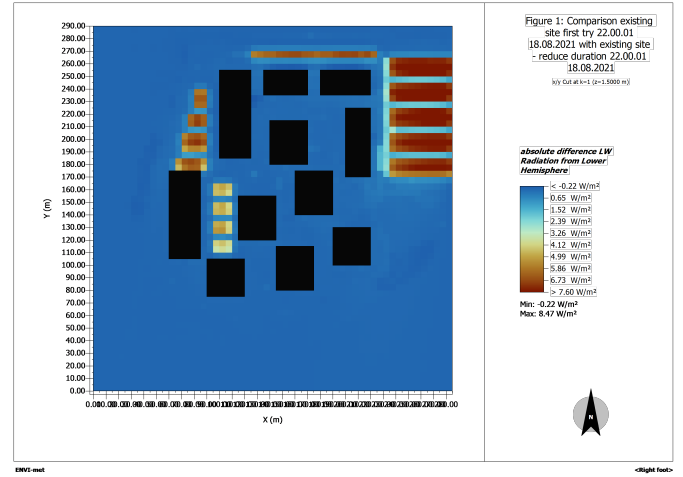 Figure 1: Comparison existing
site first try 22.00.01
18.08.2021 with existing site
- reduce duration 22.00.01
18.08.2021
x/y Cut at k=1 (z=1.5000 m)
absolute difference LW
Radiation from Lower
Hemisphere
< -0.22 W/m²
0.65 W/m²
1.52 W/m²
2.39 W/m²
3.26 W/m²
4.12 W/m²
4.99 W/m²
5.86 W/m²
6.73 W/m²
> 7.60 W/m²
Min: -0.22 W/m²
Max: 8.47 W/m²
N
290.00
280.00
270.00
260.00
250.00
240.00
230.00
220.00
210.00
200.00
190.00
180.00
170.00
160.00
150.00
140.00
130.00
120.00
110.00
100.00
90.00
80.00
70.00
60.00
50.00
40.00
30.00
20.00
10.00
0.00
Y (m)
X (m)
ENVI-met
<Right foot>